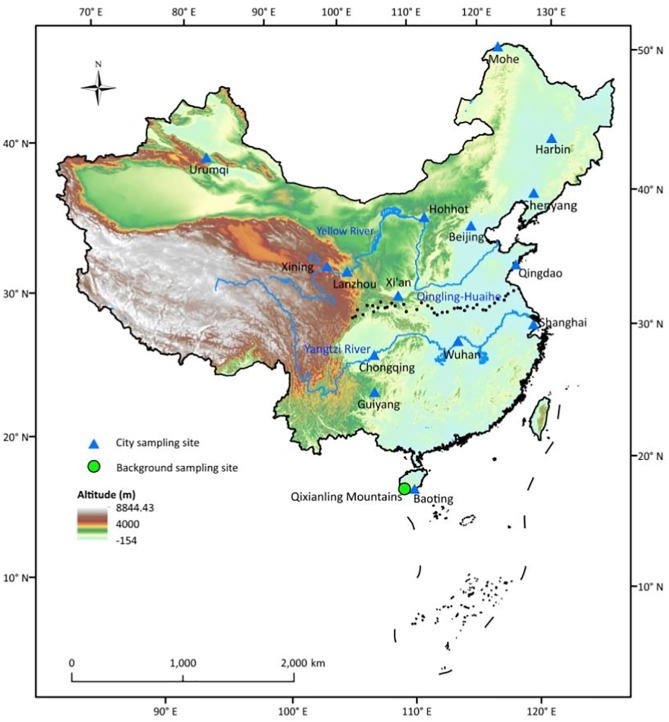 70° E 80° E 90° E 100° E 110° E 120° E 130° E
N
50° N
Mohe
40° N
Harbin
Urumqi
40° N
Shenyang
Hohhot
Yellow River
Beijing
Xining
Qingdao
Lanzhou
Xi'an
30° N
Qingling-Huaihe
30° N
Shanghai
Yangtzi River
Wuhan
Chongqing
Guiyang
20° N
City sampling site
20° N
Background sampling site
Qixianling Mountains
Baoting
Altitude (m)
8844.43
4000
-154
10° N
10° N
0 1,000 2,000 km
90° E 100° E 110° E 120° E